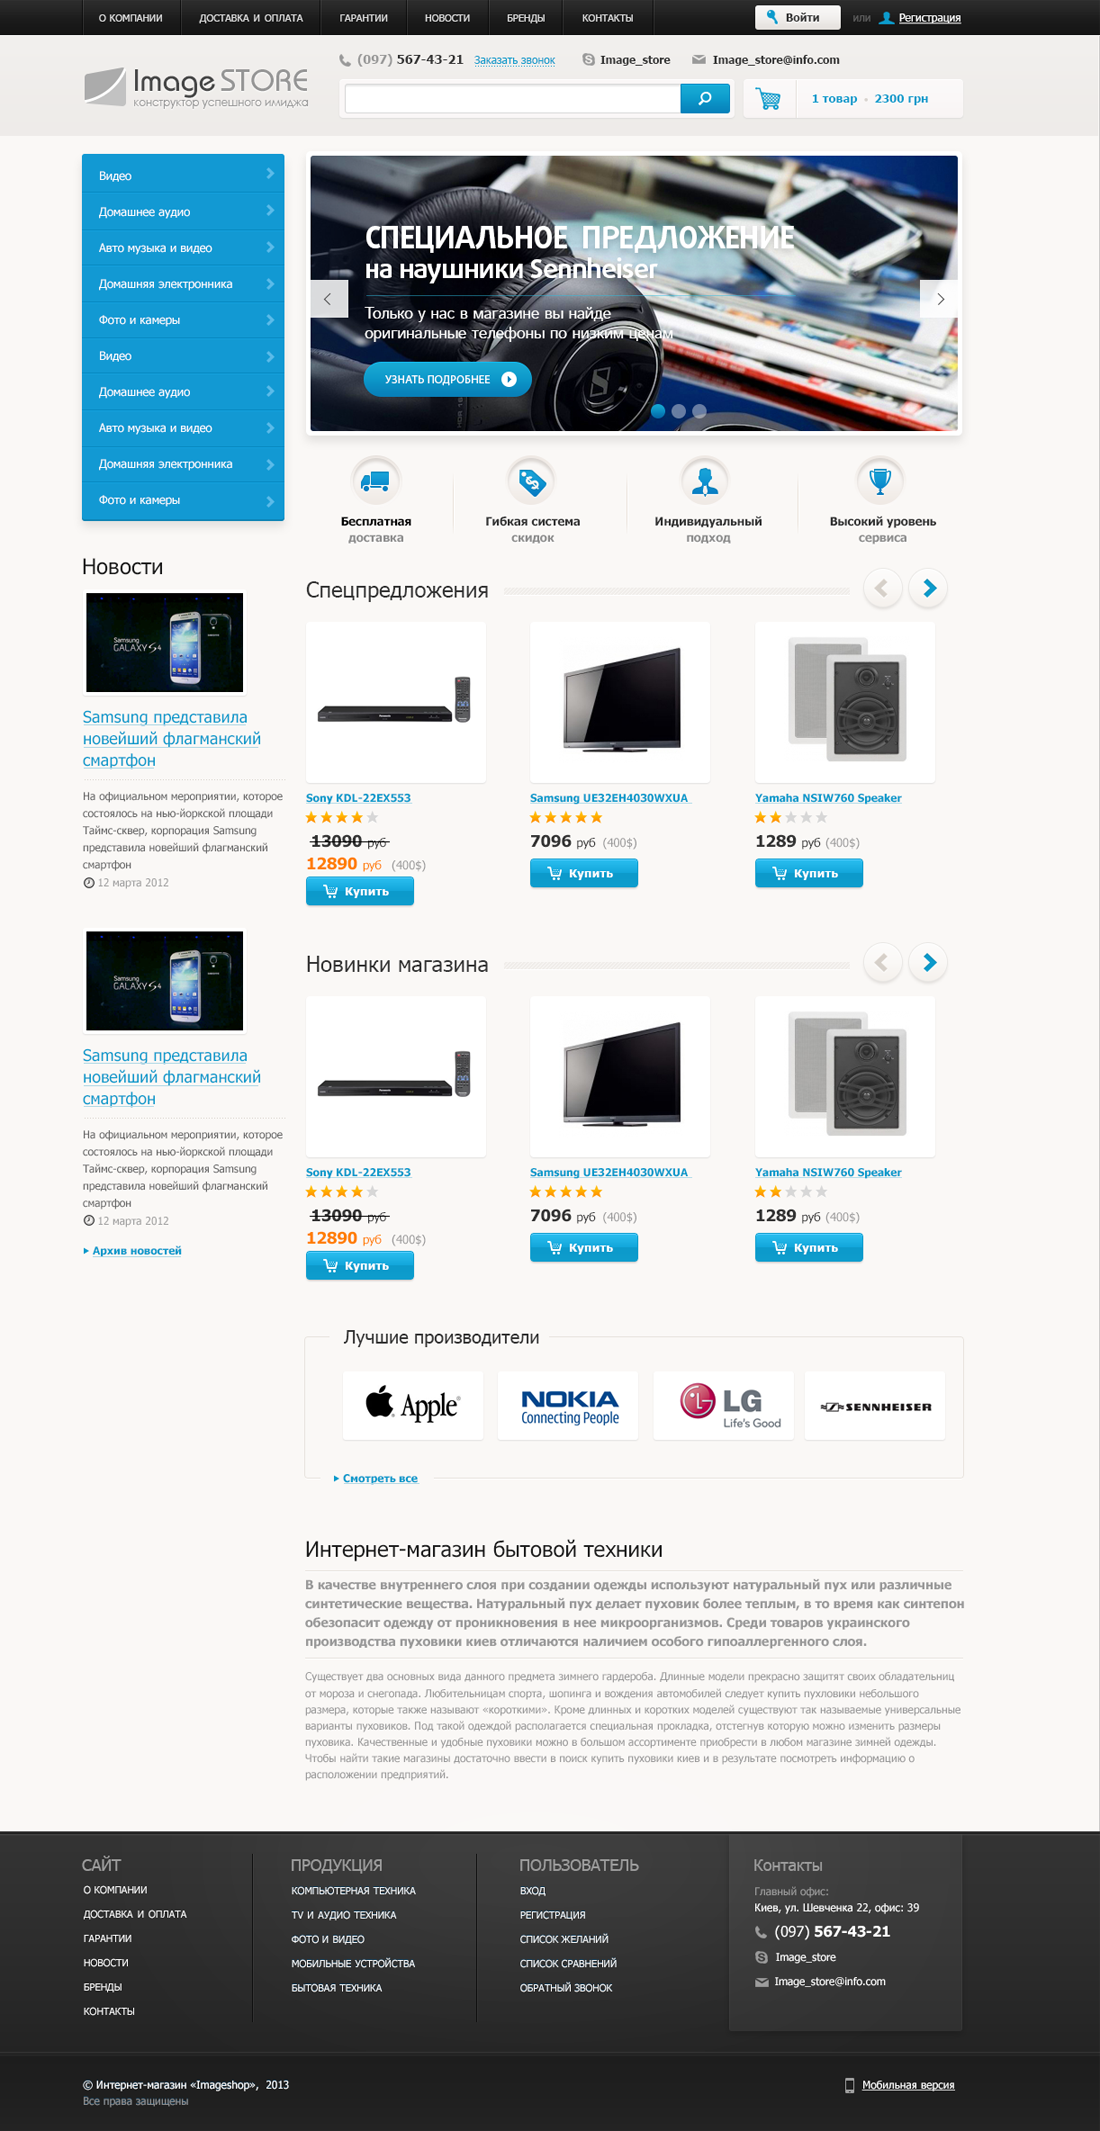 О КОМПАНИИ
ДОСТАВКА И ОПЛАТА
ГАРАНТИИ
НОВОСТИ
БРЕНДЫ
КОНТАКТЫ
Войти
или
Регистрация
Image STORE
конструктор успешного имиджа
(097) 567-43-21
Заказать звонок
Image_store
Image_store@info.com
1 товар • 2300 грн
Видео
Домашнее аудио
Авто музыка и видео
Домашняя электронника
Фото и камеры
Видео
Домашнее аудио
Авто музыка и видео
Домашняя электронника
Фото и камеры
СПЕЦИАЛЬНОЕ ПРЕДЛОЖЕНИЕ
на наушники Sennheiser
Только у нас в магазине вы найде
оригинальные телефоны по низким ценам
УЗНАТЬ ПОДРОБНЕЕ
Бесплатная
доставка
Гибкая система
скидок
Индивидуальный
подход
Высокий уровень
сервиса
Новости
Samsung
GALAXY S4
Samsung представила
новейший флагманский
смартфон
На официальном мероприятии, которое
состоялось на нью-йоркской площади
Таймс-сквер, корпорация Samsung
представила новейший флагманский
смартфон
12 марта 2012
Samsung
GALAXY S4
Samsung представила
новейший флагманский
смартфон
На официальном мероприятии, которое
состоялось на нью-йоркской площади
Таймс-сквер, корпорация Samsung
представила новейший флагманский
смартфон
12 марта 2012
Архив новостей
Спецпредложения
Panasonic
Sony KDL-22EX553
13090 руб
12890 руб (400$)
Купить
Samsung UE32EH4030WXUA
7096 руб (400$)
Купить
Yamaha NSIW760 Speaker
1289 руб (400$)
Купить
Новинки магазина
Panasonic
Sony KDL-22EX553
13090 руб
12890 руб (400$)
Купить
Samsung UE32EH4030WXUA
7096 руб (400$)
Купить
Yamaha NSIW760 Speaker
1289 руб (400$)
Купить
Лучшие производители
Apple
NOKIA
Connecting People
LG
Life's Good
SENNHEISER
Смотреть все
Интернет-магазин бытовой техники
В качестве внутреннего слоя при создании одежды используют натуральный пух или различные
синтетические вещества. Натуральный пух делает пуховик более теплым, в то время как синтепон
обезопасит одежду от проникновения в нее микроорганизмов. Среди товаров украинского
производства пуховики киев отличаются наличием особого гипоаллергенного слоя.
Существует два основных вида данного предмета зимнего гардероба. Длинные модели прекрасно защитят своих обладательниц
от мороза и снегопада. Любительницам спорта, шопинга и вождения автомобилей следует купить пухловики небольшого
размера, которые также называют «короткими». Кроме длинных и коротких моделей существуют так называемые универсальные
варианты пуховиков. Под такой одеждой располагается специальная прокладка, отстегнув которую можно изменить размеры
пуховика. Качественные и удобные пуховики можно в большом ассортименте приобрести в любом магазине зимней одежды.
Чтобы найти такие магазины достаточно ввести в поиск купить пуховики киев и в результате посмотреть информацию о
расположении предприятий.
САЙТ
О КОМПАНИИ
ДОСТАВКА И ОПЛАТА
ГАРАНТИИ
НОВОСТИ
БРЕНДЫ
КОНТАКТЫ
ПРОДУКЦИЯ
КОМПЬЮТЕРНАЯ ТЕХНИКА
TV И АУДИО ТЕХНИКА
ФОТО И ВИДЕО
МОБИЛЬНЫЕ УСТРОЙСТВА
БЫТОВАЯ ТЕХНИКА
ПОЛЬЗОВАТЕЛЬ
ВХОД
РЕГИСТРАЦИЯ
СПИСОК ЖЕЛАНИЙ
СПИСОК СРАВНЕНИЙ
ОБРАТНЫЙ ЗВОНОК
Контакты
Главный офис:
Киев, ул. Шевченка 22, офис: 39
(097) 567-43-21
Image_store
Image_store@info.com
© Интернет-магазин «Imageshop», 2013
Все права защищены
Мобильная версия